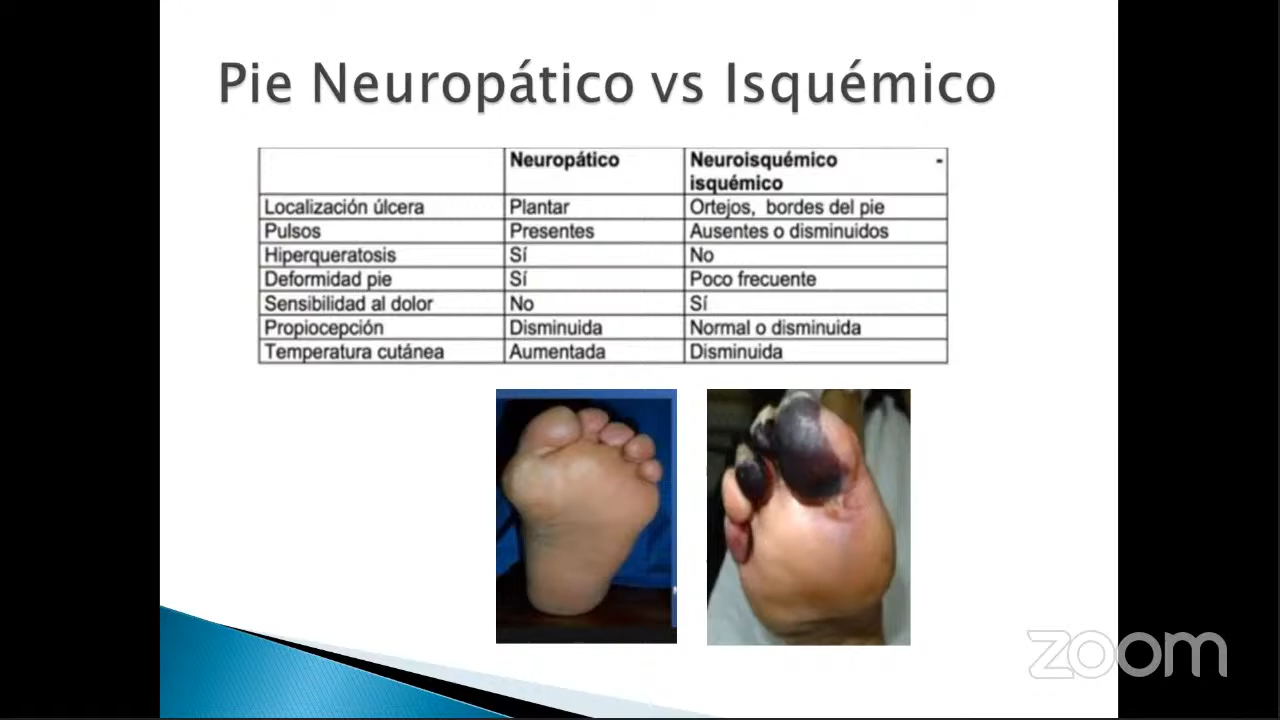 Pie Neuropático vs Isquémico
Neuropático
Neuroisquémico -
isquémico
Localización úlcera Plantar Ortejos, bordes del pie
Pulsos Presentes Ausentes o disminuidos
Hiperqueratosis Sí No
Deformidad pie Sí Poco frecuente
Sensibilidad al dolor No Sí
Propiocepción Disminuida Normal o disminuida
Temperatura cutánea Aumentada Disminuida
zoom